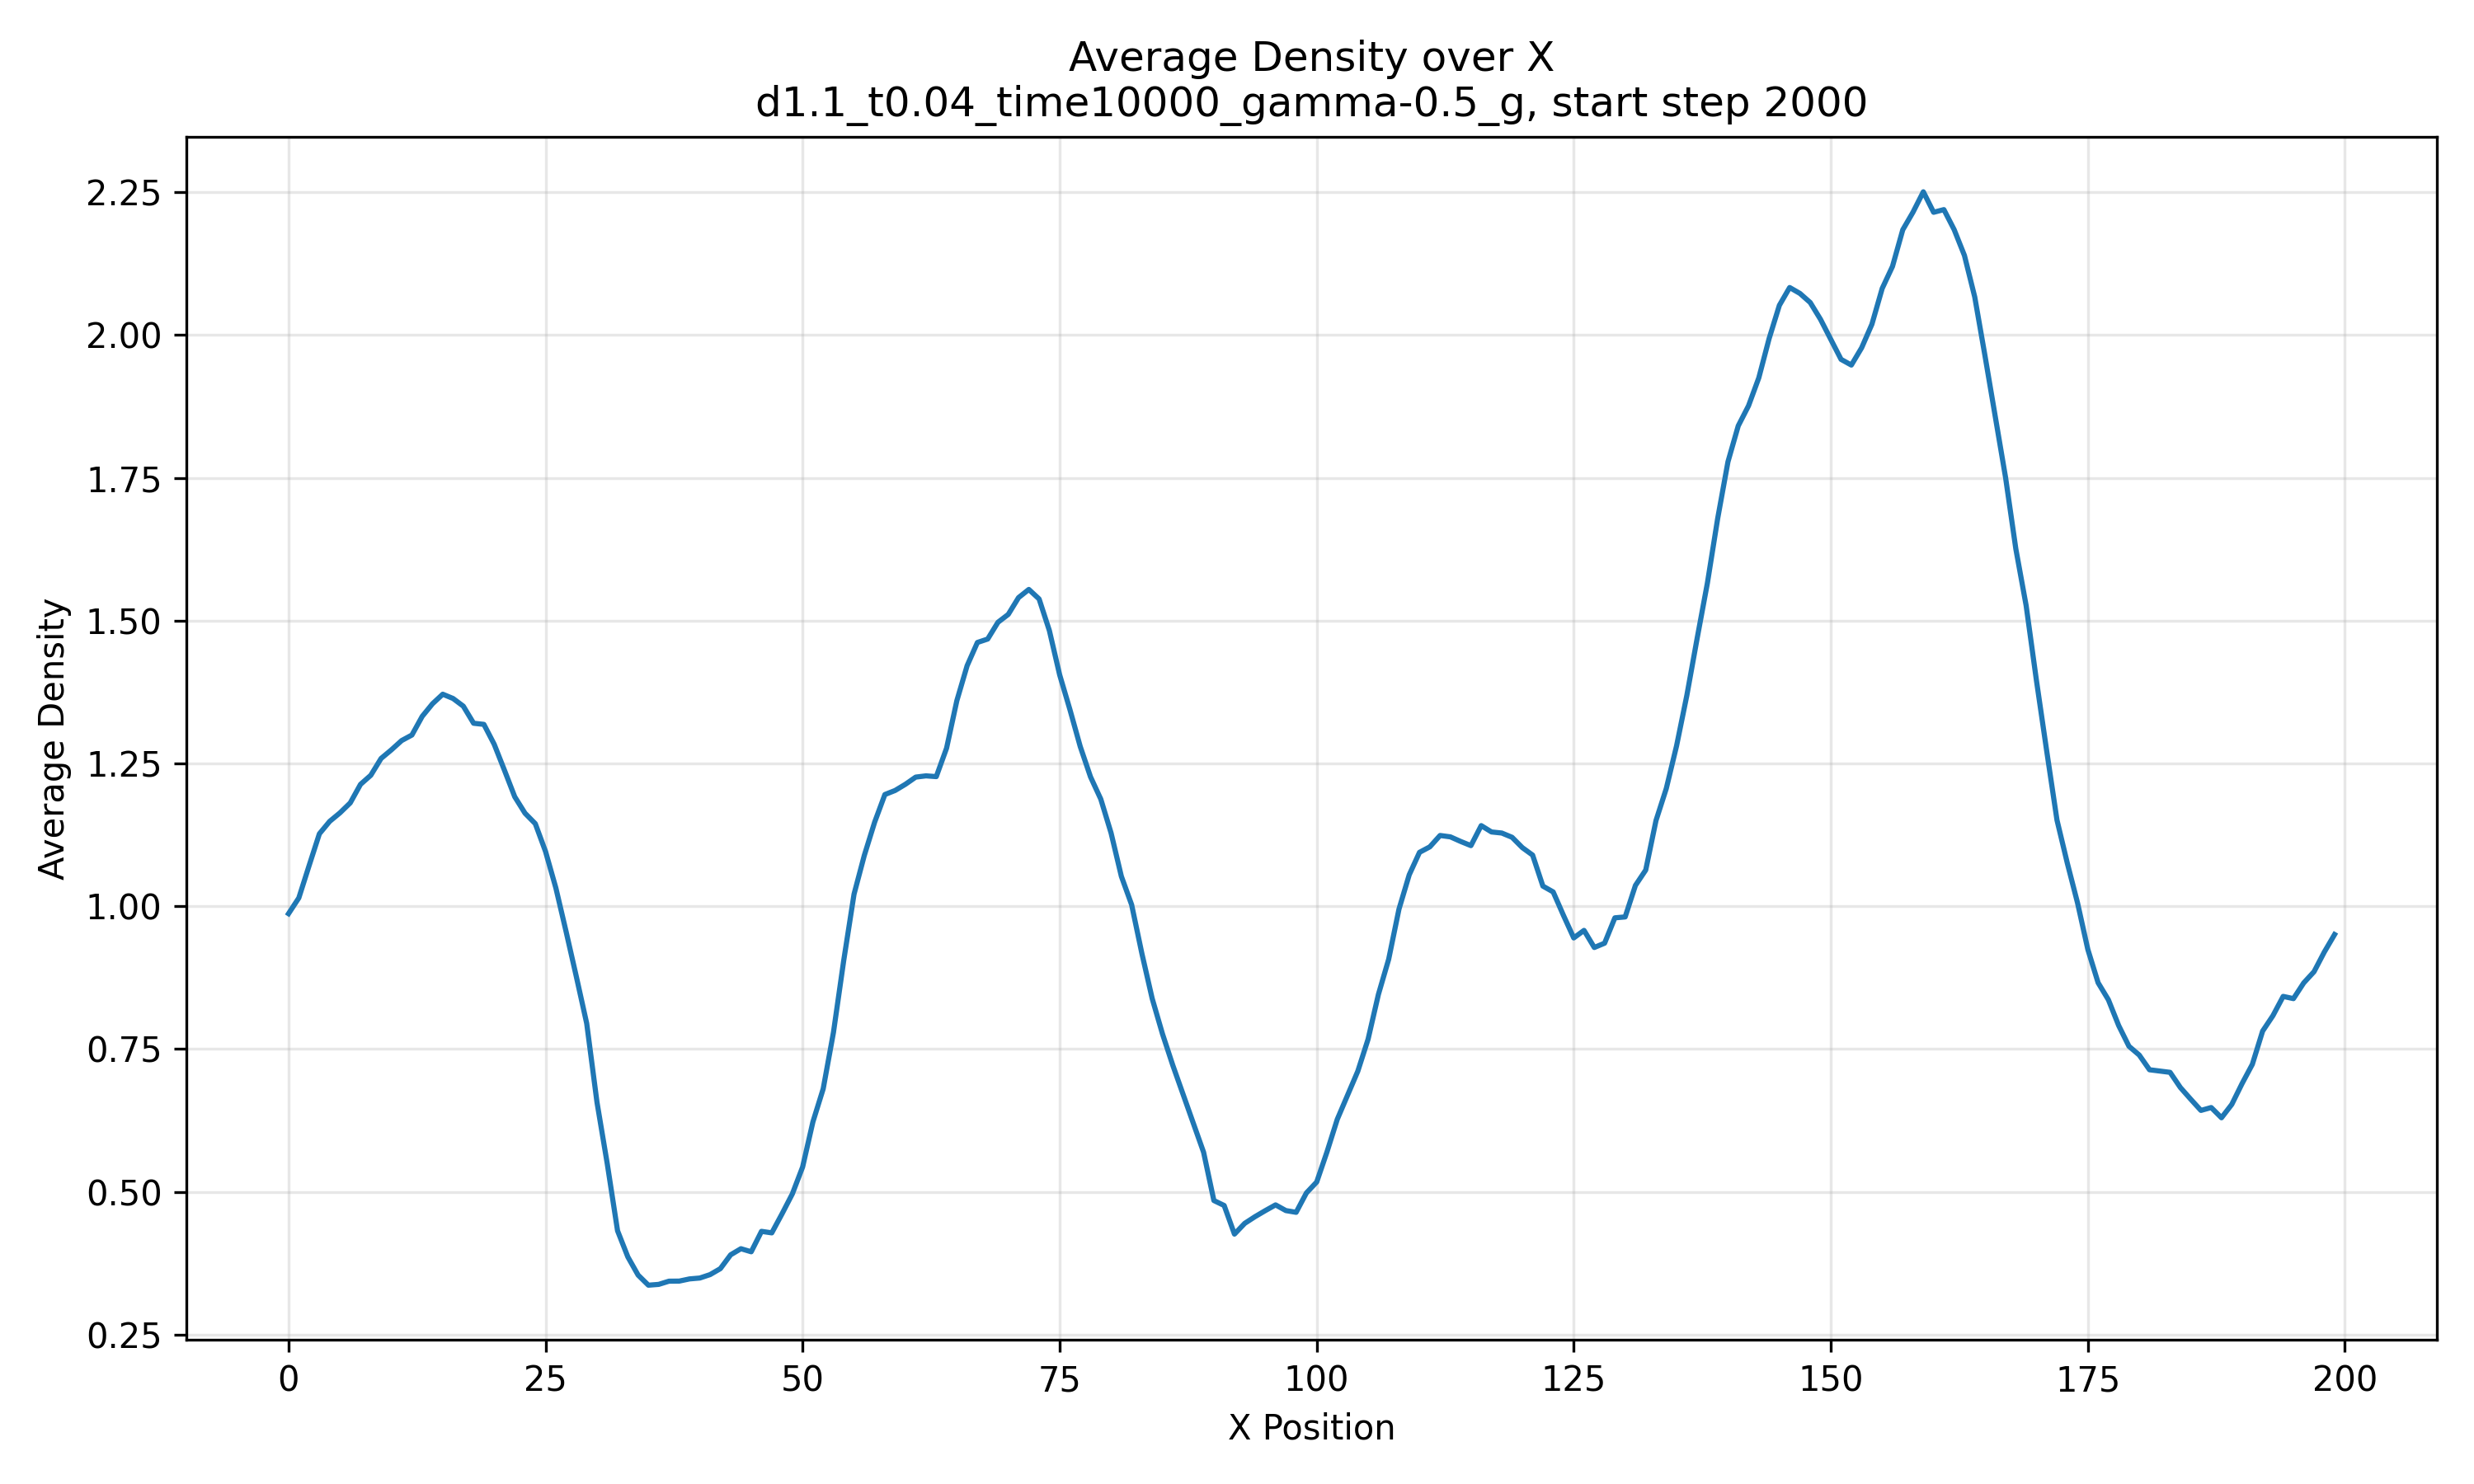 Average Density over X
d1.1_t0.04_time10000_gamma-0.5_g, start step 2000
Average Density
2.25
2.00
1.75
1.50
1.25
1.00
0.75
0.50
0.25
0 25 50 75 100 125 150 175 200
X Position